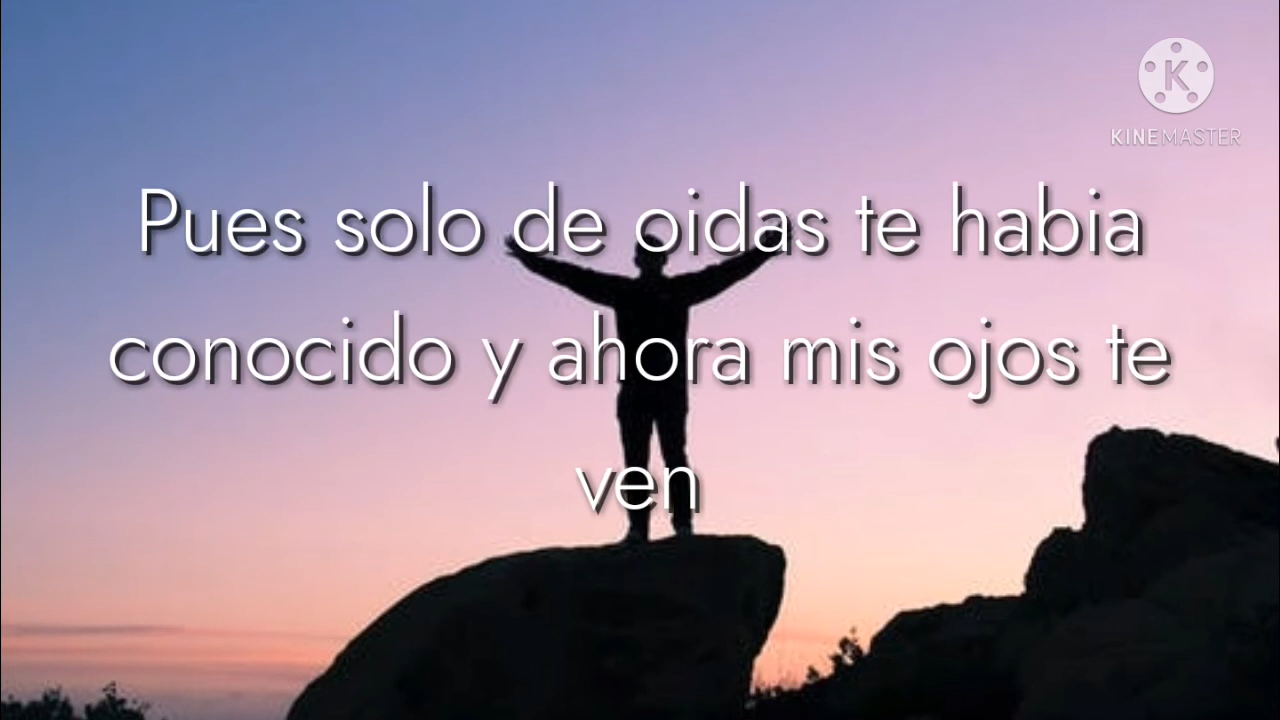 K
KINEMASTER
Pues solo de oidas te habia
conocido y ahora mis ojos te
ven